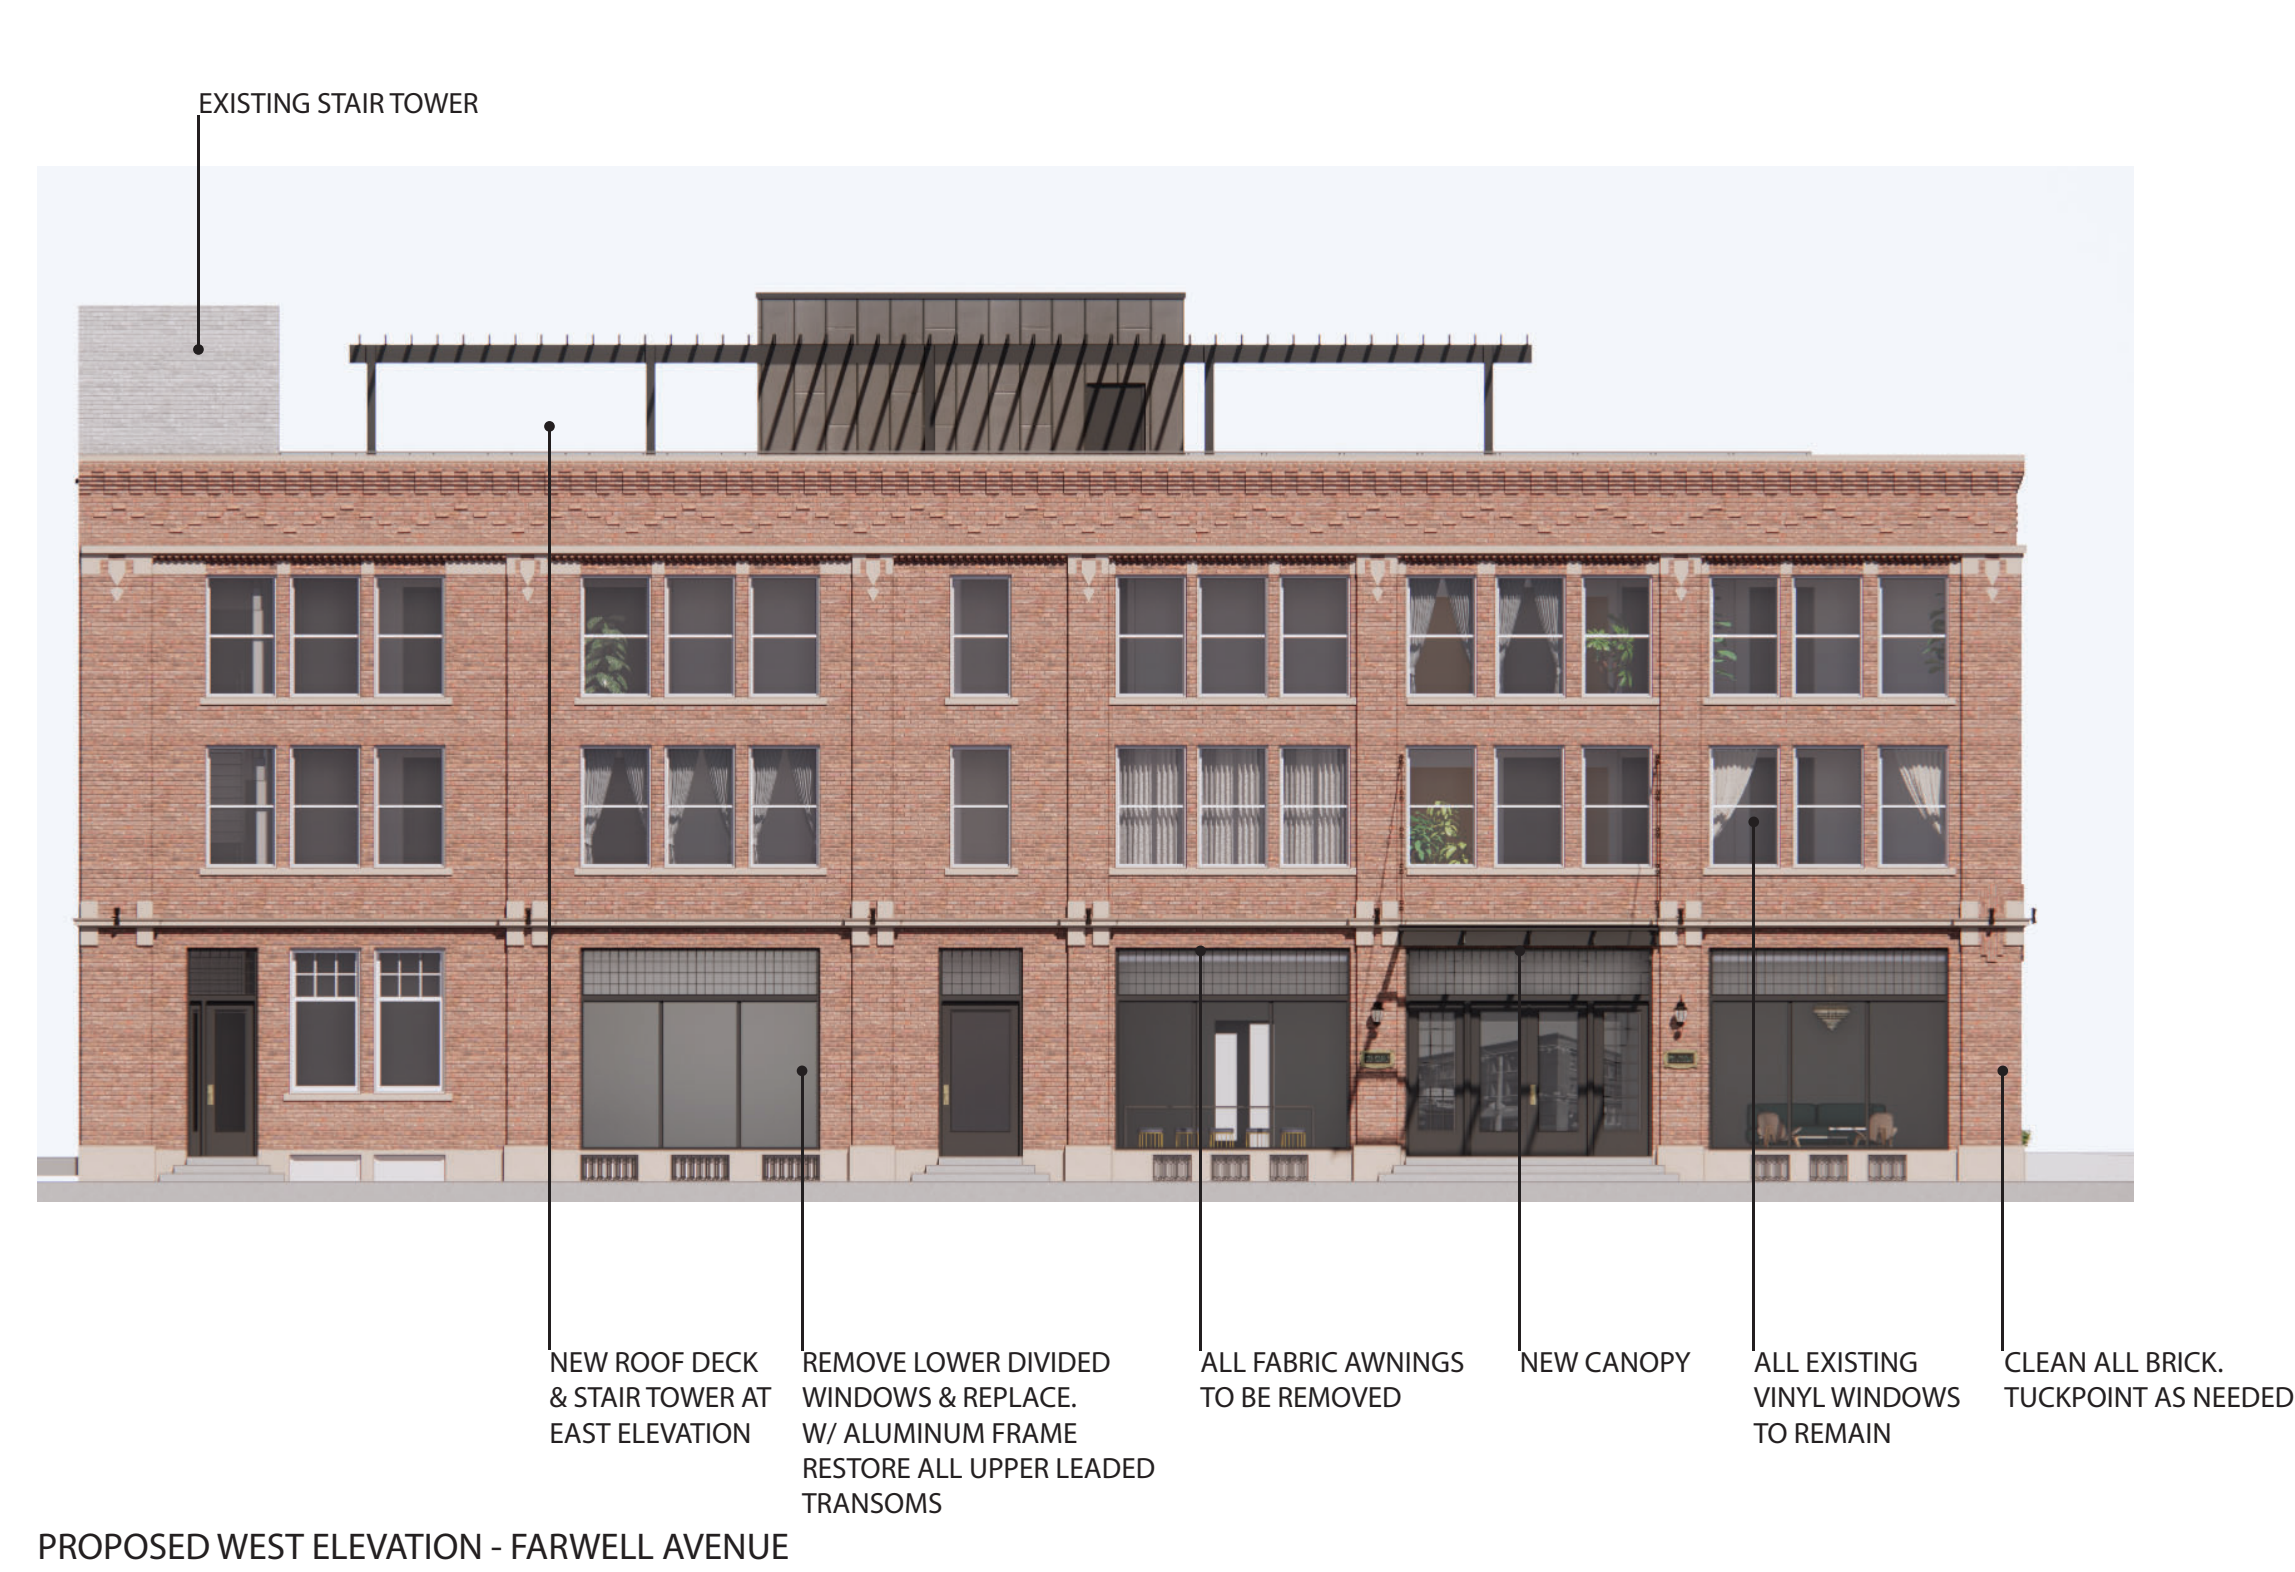 EXISTING STAIR TOWER
NEW ROOF DECK
& STAIR TOWER AT
EAST ELEVATION
REMOVE LOWER DIVIDED
WINDOWS & REPLACE.
W/ ALUMINUM FRAME
RESTORE ALL UPPER LEADED
TRANSOMS
ALL FABRIC AWNINGS
TO BE REMOVED
NEW CANOPY
ALL EXISTING
VINYL WINDOWS
TO REMAIN
CLEAN ALL BRICK.
TUCKPOINT AS NEEDED
PROPOSED WEST ELEVATION - FARWELL AVENUE